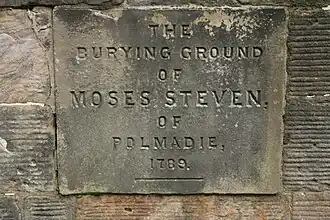 THE
BURYING GROUND
OF
MOSES STEVEN,
OF
POLMADIE,
1789.